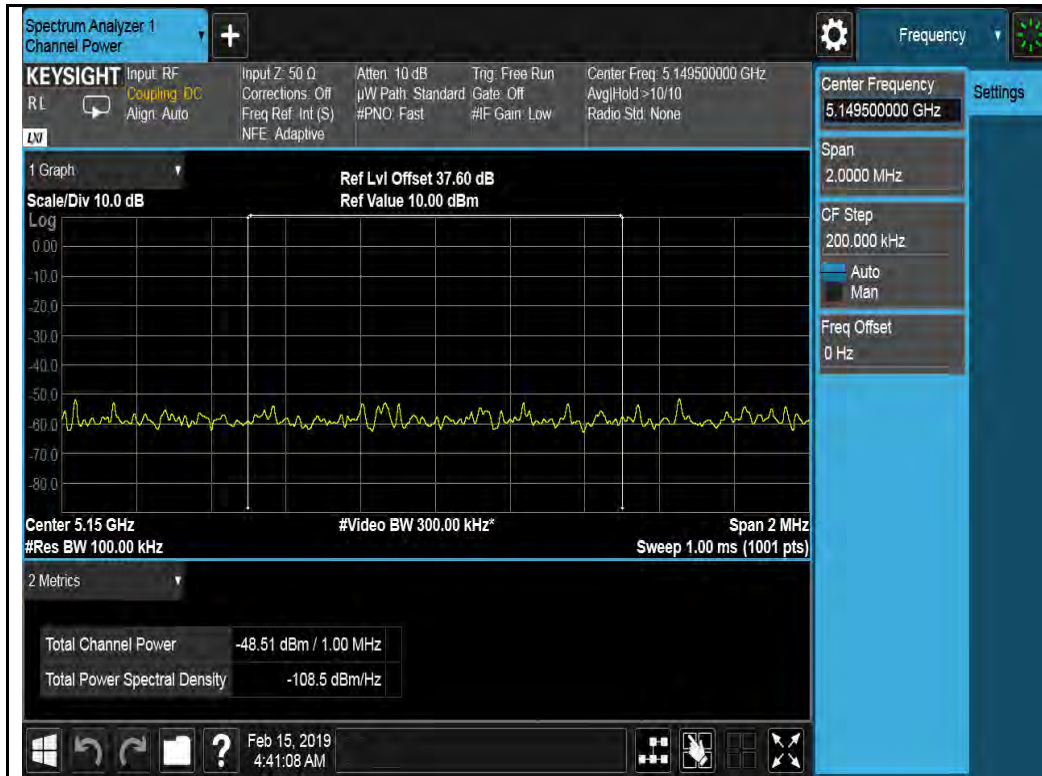 Spectrum Analyzer 1
Channel Power
+
Frequency
KEYSIGHT
RL
LXI
Input: RF
Coupling: DC
Align: Auto
Input Z: 50 Ω
Corrections: Off
Freq Ref: Int (S)
NFE: Adaptive
Atten: 10 dB
µW Path: Standard
#PNO: Fast
Trig: Free Run
Gate: Off
#IF Gain: Low
Center Freq: 5.149500000 GHz
Avg|Hold >10/10
Radio Std: None
Center Frequency
5.149500000 GHz
Settings
Span
2.0000 MHz
CF Step
200.000 kHz
Auto
Man
Freq Offset
0 Hz
1 Graph
Scale/Div 10.0 dB
Ref Lvl Offset 37.60 dB
Ref Value 10.00 dBm
Log
0.00
-10.0
-20.0
-30.0
-40.0
-50.0
-60.0
-70.0
-80.0
Center 5.15 GHz
#Video BW 300.00 kHz*
Span 2 MHz
#Res BW 100.00 kHz
Sweep 1.00 ms (1001 pts)
2 Metrics
Total Channel Power -48.51 dBm / 1.00 MHz
Total Power Spectral Density -108.5 dBm/Hz
?
Feb 15, 2019
4:41:08 AM